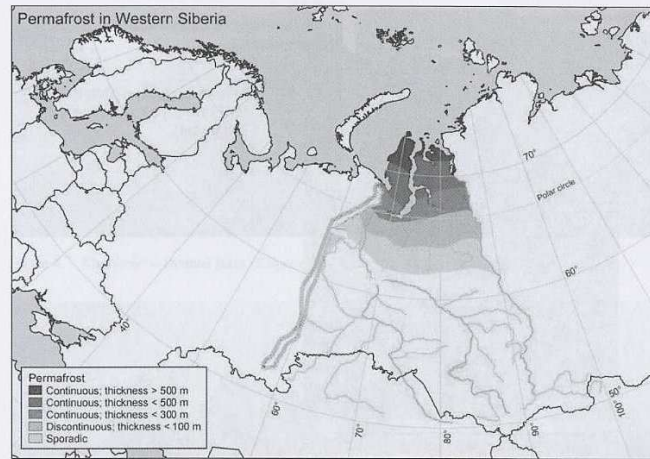 Permafrost in Western Siberia
70°
Polar circle
60°
40°
Permafrost
Continuous; thickness > 500 m
Continuous; thickness < 500 m
Continuous; thickness < 300 m
Discontinuous; thickness < 100 m
Sporadic
60°
70°
80°
90°
100°
50°